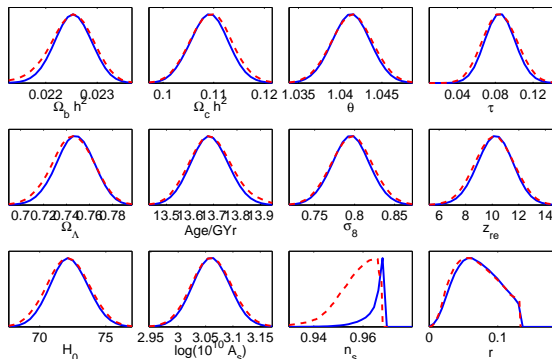 0.022 0.023 0.1 0.11 0.12 1.035 1.04 1.045 0.04 0.08 0.12
Ω_b h² Ω_c h² θ τ
0.70 0.72 0.74 0.76 0.78 13.5 13.6 13.7 13.8 13.9 0.75 0.8 0.85 6 8 10 12 14
Ω_Λ Age/GYr σ_8 z_re
70 75 2.95 3 3.05 3.1 3.15 0.94 0.96 0 0.1
H_0 log(10¹⁰ A_s) n_s r